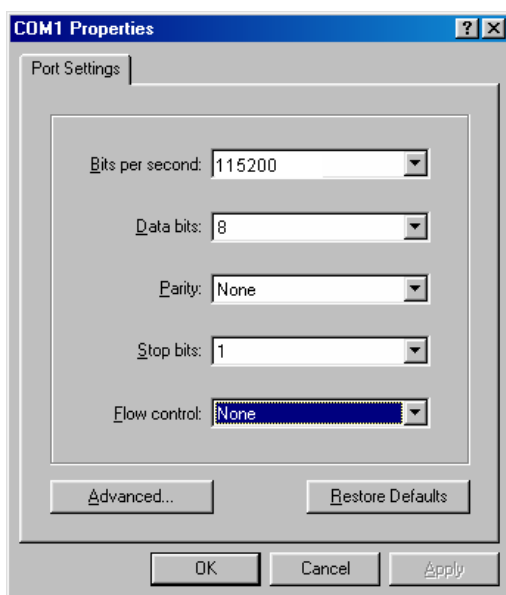 COM1 Properties
Port Settings
Bits per second: 115200
Data bits: 8
Parity: None
Stop bits: 1
Flow control: None
Advanced... Restore Defaults
OK Cancel Apply